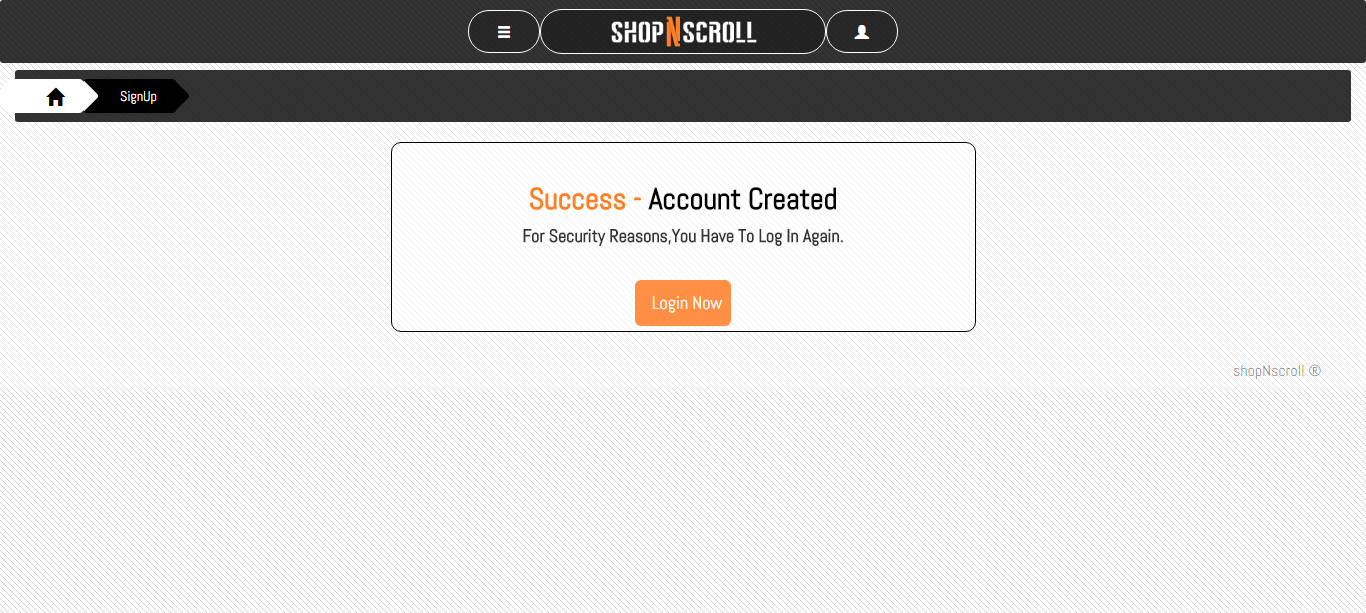 SHOPNSCROLL
SignUp
Success - Account Created
For Security Reasons,You Have To Log In Again.
Login Now
shopNscroll ®